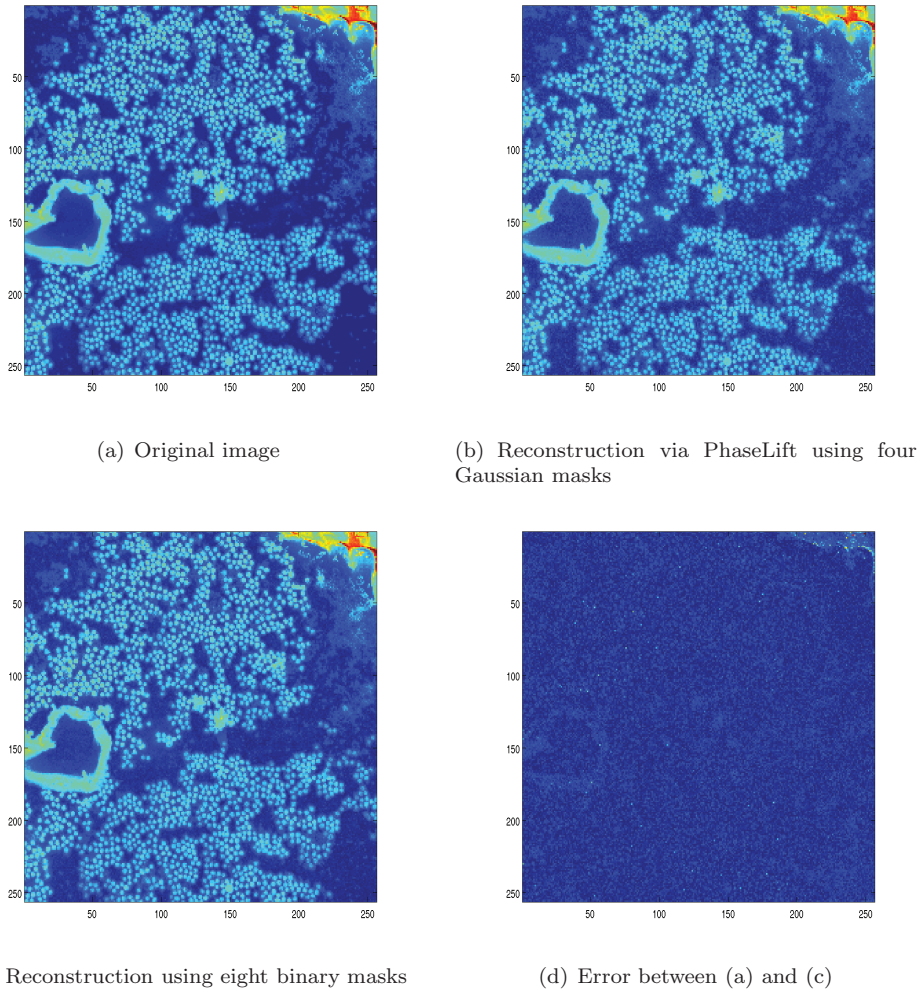 50
100
150
200
250
50 100 150 200 250
50
100
150
200
250
50 100 150 200 250
(a) Original image
(b) Reconstruction via PhaseLift using four
Gaussian masks
50
100
150
200
250
50 100 150 200 250
50
100
150
200
250
50 100 150 200 250
Reconstruction using eight binary masks
(d) Error between (a) and (c)